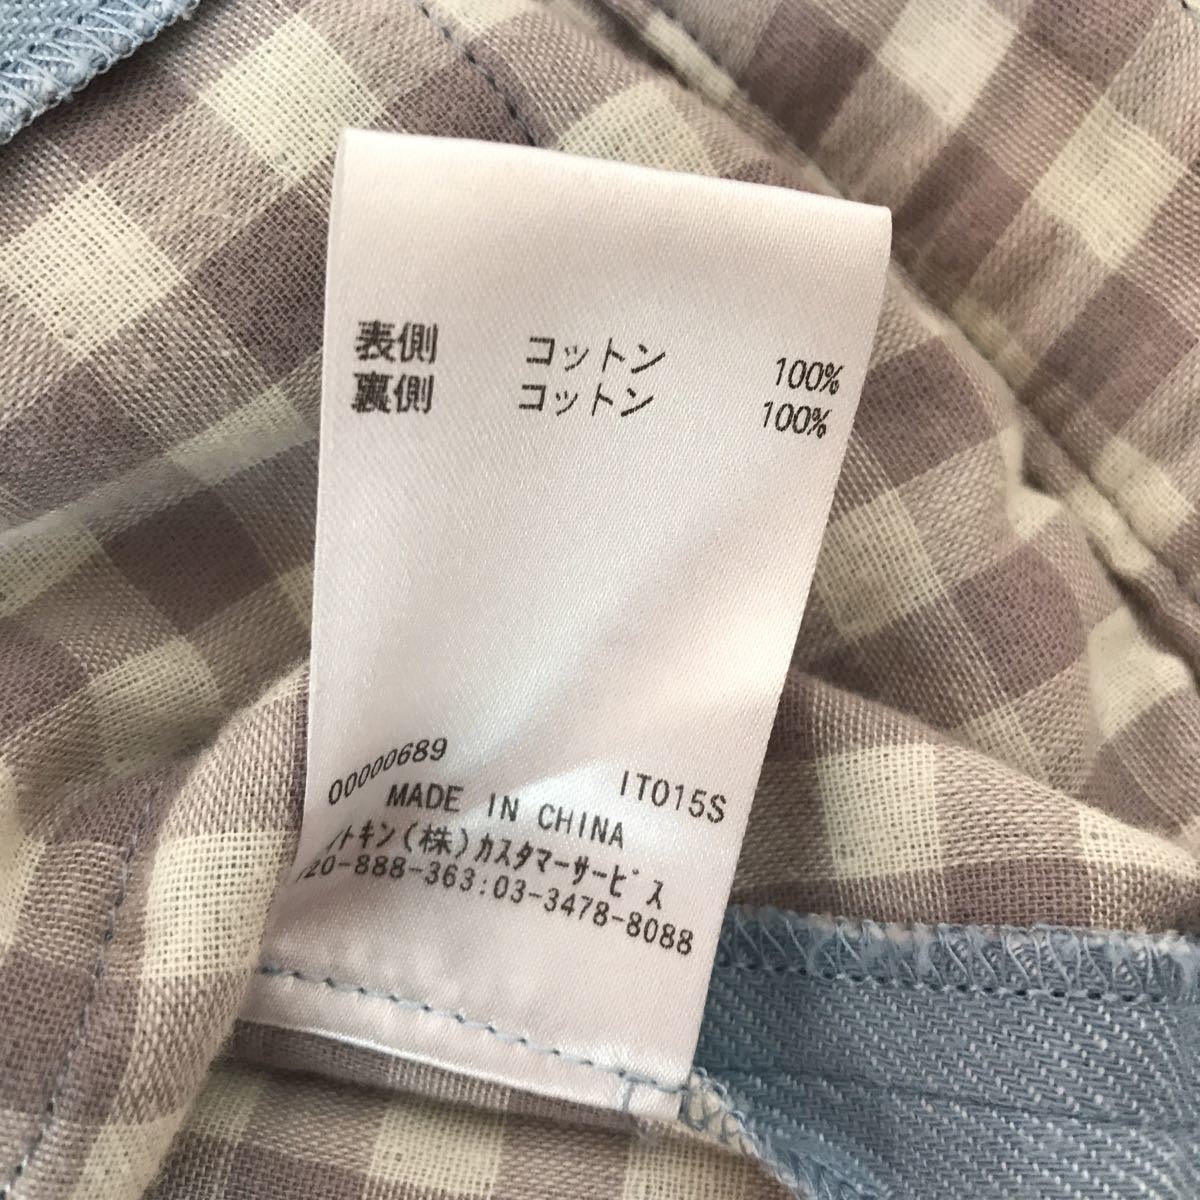 表側 コットン 100%
裏側 コットン 100%
00000689 IT015S
MADE IN CHINA
イトキン(株)カスタマーサービス
20-888-363:03-3478-8088